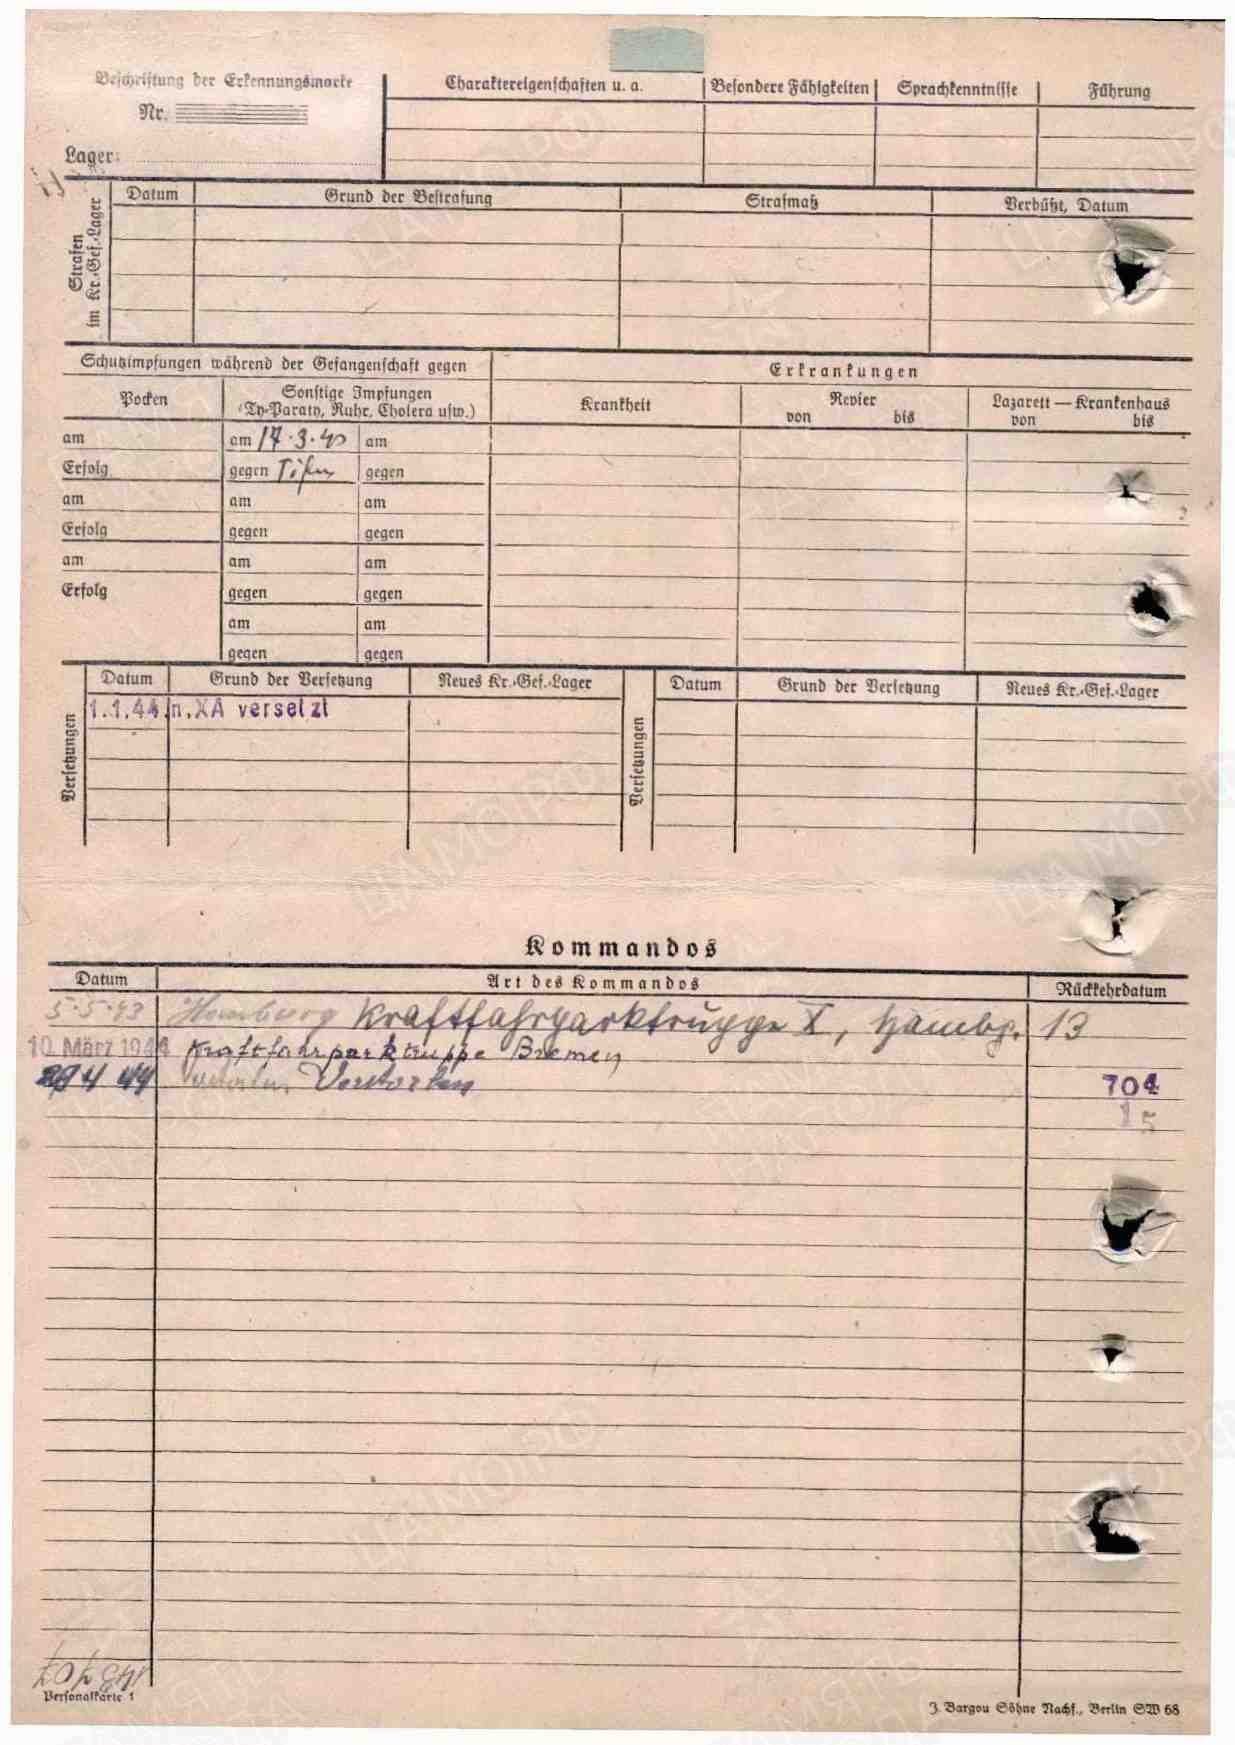 Beschriftung der Erkennungsmarke
Nr.
Lager:
Charaktereigenschaften u. a.
Besondere Fähigkeiten
Sprachkenntnisse
Führung
Strafen im Kr.-Gef.-Lager
Datum
Grund der Bestrafung
Strafmaß
Verbüßt, Datum
Schutzimpfungen während der Gefangenschaft gegen
Erkrankungen
Pocken
Sonstige Impfungen
(Ty-Paraty, Ruhr, Cholera usw.)
Krankheit
Revier
von bis
Lazarett — Krankenhaus
von bis
am am 17.3.43 am
Erfolg gegen gegen
am am am
Erfolg gegen gegen
am am am
Erfolg gegen gegen
am am
gegen gegen
Versetzungen
Datum Grund der Versetzung Neues Kr.-Gef.-Lager
1.1.44 n. XA versetzt
Versetzungen
Datum Grund der Versetzung Neues Kr.-Gef.-Lager
Kommandos
Datum Art des Kommandos Rückkehrdatum
5.5.43 Hamburg Kraftfahrparktruppe X, Hambg. 13
10 März 1944 Kraftfahrparktruppe Bremen
29 4 44 Verstorben 704
15
Personalkarte 1
J. Bargou Söhne Nachf., Berlin SW 68